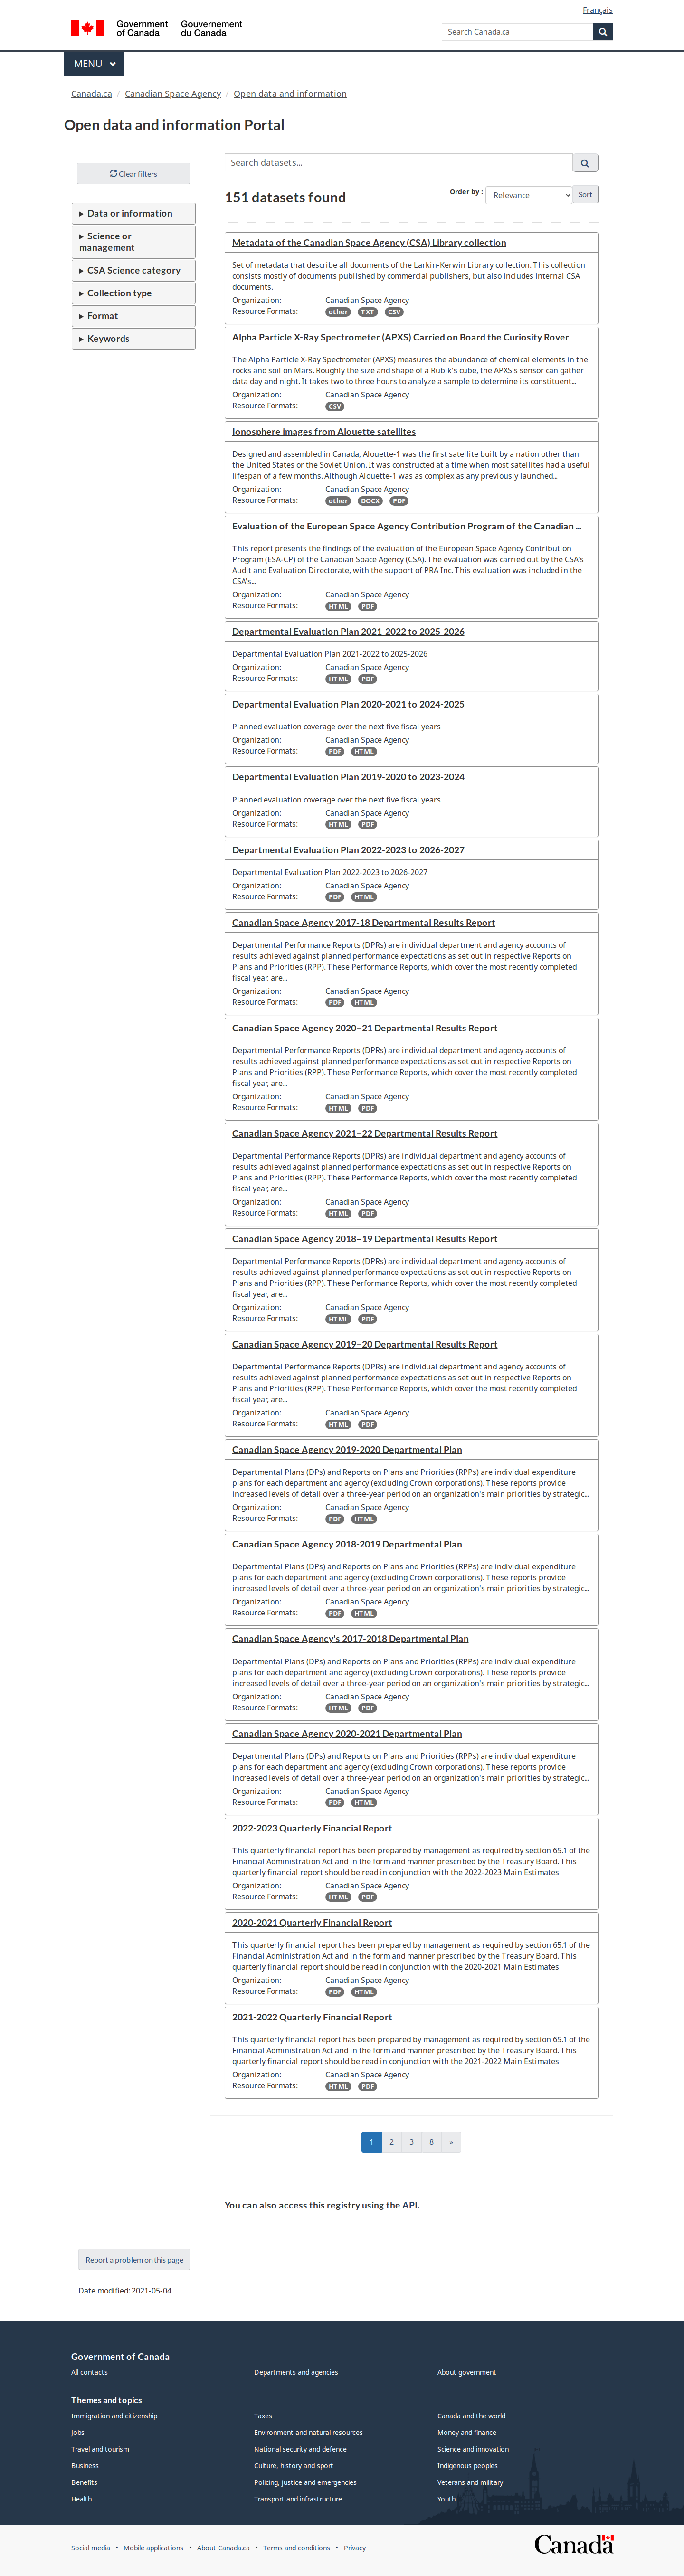 Français
Government of Canada
Gouvernement du Canada
Search Canada.ca
MENU
Canada.ca / Canadian Space Agency / Open data and information
Open data and information Portal
Clear filters
Data or information
Science or
management
CSA Science category
Collection type
Format
Keywords
Search datasets...
151 datasets found
Order by :
Relevance
Sort
Metadata of the Canadian Space Agency (CSA) Library collection
Set of metadata that describe all documents of the Larkin-Kerwin Library collection. This collection
consists mostly of documents published by commercial publishers, but also includes internal CSA
documents.
Organization: Canadian Space Agency
Resource Formats: other TXT CSV
Alpha Particle X-Ray Spectrometer (APXS) Carried on Board the Curiosity Rover
The Alpha Particle X-Ray Spectrometer (APXS) measures the abundance of chemical elements in the
rocks and soil on Mars. Roughly the size and shape of a Rubik's cube, the APXS's sensor can gather
data day and night. It takes two to three hours to analyze a sample to determine its constituent...
Organization: Canadian Space Agency
Resource Formats: CSV
Ionosphere images from Alouette satellites
Designed and assembled in Canada, Alouette-1 was the first satellite built by a nation other than
the United States or the Soviet Union. It was constructed at a time when most satellites had a useful
lifespan of a few months. Although Alouette-1 was as complex as any previously launched...
Organization: Canadian Space Agency
Resource Formats: other DOCX PDF
Evaluation of the European Space Agency Contribution Program of the Canadian ...
This report presents the findings of the evaluation of the European Space Agency Contribution
Program (ESA-CP) of the Canadian Space Agency (CSA). The evaluation was carried out by the CSA's
Audit and Evaluation Directorate, with the support of PRA Inc. This evaluation was included in the
CSA's...
Organization: Canadian Space Agency
Resource Formats: HTML PDF
Departmental Evaluation Plan 2021-2022 to 2025-2026
Departmental Evaluation Plan 2021-2022 to 2025-2026
Organization: Canadian Space Agency
Resource Formats: HTML PDF
Departmental Evaluation Plan 2020-2021 to 2024-2025
Planned evaluation coverage over the next five fiscal years
Organization: Canadian Space Agency
Resource Formats: PDF HTML
Departmental Evaluation Plan 2019-2020 to 2023-2024
Planned evaluation coverage over the next five fiscal years
Organization: Canadian Space Agency
Resource Formats: HTML PDF
Departmental Evaluation Plan 2022-2023 to 2026-2027
Departmental Evaluation Plan 2022-2023 to 2026-2027
Organization: Canadian Space Agency
Resource Formats: PDF HTML
Canadian Space Agency 2017-18 Departmental Results Report
Departmental Performance Reports (DPRs) are individual department and agency accounts of
results achieved against planned performance expectations as set out in respective Reports on
Plans and Priorities (RPP). These Performance Reports, which cover the most recently completed
fiscal year, are...
Organization: Canadian Space Agency
Resource Formats: PDF HTML
Canadian Space Agency 2020–21 Departmental Results Report
Departmental Performance Reports (DPRs) are individual department and agency accounts of
results achieved against planned performance expectations as set out in respective Reports on
Plans and Priorities (RPP). These Performance Reports, which cover the most recently completed
fiscal year, are...
Organization: Canadian Space Agency
Resource Formats: HTML PDF
Canadian Space Agency 2021–22 Departmental Results Report
Departmental Performance Reports (DPRs) are individual department and agency accounts of
results achieved against planned performance expectations as set out in respective Reports on
Plans and Priorities (RPP). These Performance Reports, which cover the most recently completed
fiscal year, are...
Organization: Canadian Space Agency
Resource Formats: HTML PDF
Canadian Space Agency 2018–19 Departmental Results Report
Departmental Performance Reports (DPRs) are individual department and agency accounts of
results achieved against planned performance expectations as set out in respective Reports on
Plans and Priorities (RPP). These Performance Reports, which cover the most recently completed
fiscal year, are...
Organization: Canadian Space Agency
Resource Formats: HTML PDF
Canadian Space Agency 2019–20 Departmental Results Report
Departmental Performance Reports (DPRs) are individual department and agency accounts of
results achieved against planned performance expectations as set out in respective Reports on
Plans and Priorities (RPP). These Performance Reports, which cover the most recently completed
fiscal year, are...
Organization: Canadian Space Agency
Resource Formats: HTML PDF
Canadian Space Agency 2019-2020 Departmental Plan
Departmental Plans (DPs) and Reports on Plans and Priorities (RPPs) are individual expenditure
plans for each department and agency (excluding Crown corporations). These reports provide
increased levels of detail over a three-year period on an organization's main priorities by strategic...
Organization: Canadian Space Agency
Resource Formats: PDF HTML
Canadian Space Agency 2018-2019 Departmental Plan
Departmental Plans (DPs) and Reports on Plans and Priorities (RPPs) are individual expenditure
plans for each department and agency (excluding Crown corporations). These reports provide
increased levels of detail over a three-year period on an organization's main priorities by strategic...
Organization: Canadian Space Agency
Resource Formats: PDF HTML
Canadian Space Agency's 2017-2018 Departmental Plan
Departmental Plans (DPs) and Reports on Plans and Priorities (RPPs) are individual expenditure
plans for each department and agency (excluding Crown corporations). These reports provide
increased levels of detail over a three-year period on an organization's main priorities by strategic...
Organization: Canadian Space Agency
Resource Formats: HTML PDF
Canadian Space Agency 2020-2021 Departmental Plan
Departmental Plans (DPs) and Reports on Plans and Priorities (RPPs) are individual expenditure
plans for each department and agency (excluding Crown corporations). These reports provide
increased levels of detail over a three-year period on an organization's main priorities by strategic...
Organization: Canadian Space Agency
Resource Formats: PDF HTML
2022-2023 Quarterly Financial Report
This quarterly financial report has been prepared by management as required by section 65.1 of the
Financial Administration Act and in the form and manner prescribed by the Treasury Board. This
quarterly financial report should be read in conjunction with the 2022-2023 Main Estimates
Organization: Canadian Space Agency
Resource Formats: HTML PDF
2020-2021 Quarterly Financial Report
This quarterly financial report has been prepared by management as required by section 65.1 of the
Financial Administration Act and in the form and manner prescribed by the Treasury Board. This
quarterly financial report should be read in conjunction with the 2020-2021 Main Estimates
Organization: Canadian Space Agency
Resource Formats: PDF HTML
2021-2022 Quarterly Financial Report
This quarterly financial report has been prepared by management as required by section 65.1 of the
Financial Administration Act and in the form and manner prescribed by the Treasury Board. This
quarterly financial report should be read in conjunction with the 2021-2022 Main Estimates
Organization: Canadian Space Agency
Resource Formats: HTML PDF
1 2 3 8 »
You can also access this registry using the API.
Report a problem on this page
Date modified: 2021-05-04
Government of Canada
All contacts
Departments and agencies
About government
Themes and topics
Immigration and citizenship
Taxes
Canada and the world
Jobs
Environment and natural resources
Money and finance
Travel and tourism
National security and defence
Science and innovation
Business
Culture, history and sport
Indigenous peoples
Benefits
Policing, justice and emergencies
Veterans and military
Health
Transport and infrastructure
Youth
Social media • Mobile applications • About Canada.ca • Terms and conditions • Privacy
Canada